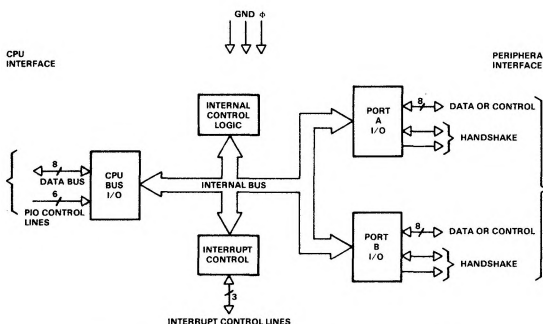 GND Φ
CPU
INTERFACE
PERIPHERA
INTERFACE
INTERNAL
CONTROL
LOGIC
PORT
A
I/O
8
DATA OR CONTROL
HANDSHAKE
8
DATA BUS
6
PIO CONTROL
LINES
CPU
BUS
I/O
INTERNAL BUS
INTERRUPT
CONTROL
PORT
B
I/O
8
DATA OR CONTROL
HANDSHAKE
3
INTERRUPT CONTROL LINES